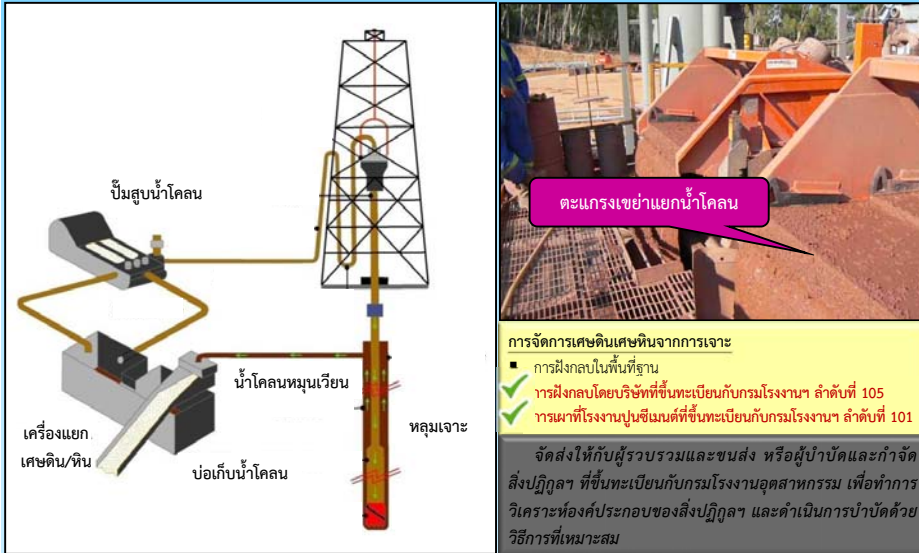 ปั๊มสูบน้ำโคลน
น้ำโคลนหมุนเวียน
หลุมเจาะ
เครื่องแยก
เศษดิน/หิน
บ่อเก็บน้ำโคลน
ตะแกรงเขย่าแยกน้ำโคลน
การจัดการเศษดินเศษหินจากการเจาะ
▪ การฝังกลบในพื้นที่ฐาน
การฝังกลบโดยบริษัทที่ขึ้นทะเบียนกับกรมโรงงานฯ ลำดับที่ 105
การเผาที่โรงงานปูนซีเมนต์ที่ขึ้นทะเบียนกับกรมโรงงานฯ ลำดับที่ 101
จัดส่งให้กับผู้รวบรวมและขนส่ง หรือผู้บำบัดและกำจัด
สิ่งปฏิกูลฯ ที่ขึ้นทะเบียนกับกรมโรงงานอุตสาหกรรม เพื่อทำการ
วิเคราะห์องค์ประกอบของสิ่งปฏิกูลฯ และดำเนินการบำบัดด้วย
วิธีการที่เหมาะสม